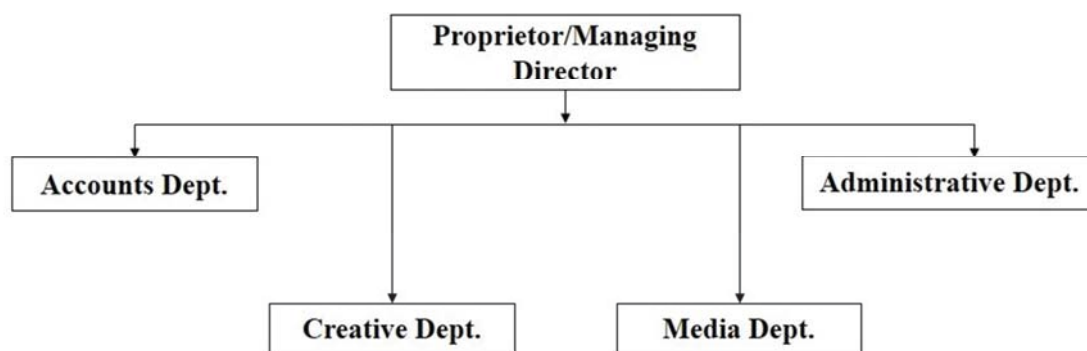 Proprietor/Managing
Director
Accounts Dept.
Administrative Dept.
Creative Dept.
Media Dept.